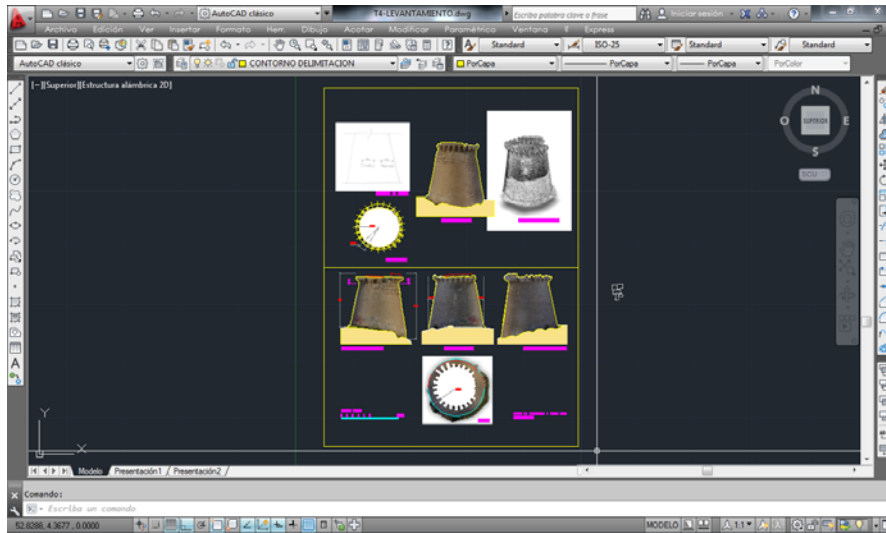 AutoCAD clásico
T4-LEVANTAMIENTO.dwg
Escriba palabra clave o frase
Iniciar sesión
Archivo Edición Ver Insertar Formato Herr. Dibujo Acotar Modificar Paramétrico Ventana ? Express
Standard
ISO-25
Standard
Standard
AutoCAD clásico
CONTORNO DELIMITACION
PorCapa
PorCapa
PorCapa
PorColor
[-][Superior][Estructura alámbrica 2D]
N
O
SUPERIOR
E
S
SCU
Y
X
Modelo
Presentación1
Presentación2
Comando:
Escriba un comando
52.8288, 4.3677, 0.0000
MODELO
1:1